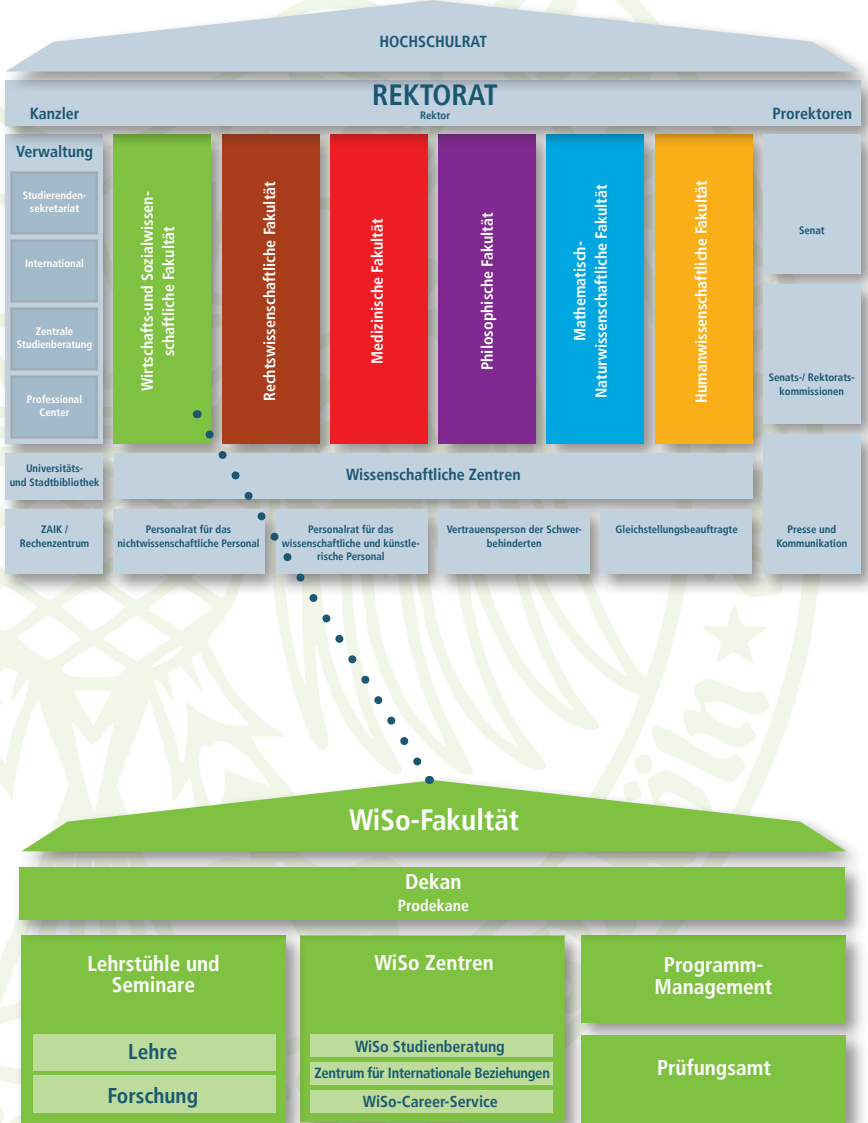 HOCHSCHULRAT
REKTORAT
Rektor
Kanzler
Prorektoren
Verwaltung
Studierenden-
sekretariat
International
Zentrale
Studienberatung
Professional
Center
Wirtschafts-und Sozialwissen-
schaftliche Fakultät
Rechtswissenschaftliche Fakultät
Medizinische Fakultät
Philosophische Fakultät
Mathematisch-
Naturwissenschaftliche Fakultät
Humanwissenschaftliche Fakultät
Senat
Senats-/ Rektorats-
kommissionen
Universitäts-
und Stadtbibliothek
Wissenschaftliche Zentren
ZAIK /
Rechenzentrum
Personalrat für das
nichtwissenschaftliche Personal
Personalrat für das
wissenschaftliche und künstle-
rische Personal
Vertrauensperson der Schwer-
behinderten
Gleichstellungsbeauftragte
Presse und
Kommunikation
WiSo-Fakultät
Dekan
Prodekane
Lehrstühle und
Seminare
Lehre
Forschung
WiSo Zentren
WiSo Studienberatung
Zentrum für Internationale Beziehungen
WiSo-Career-Service
Programm-
Management
Prüfungsamt